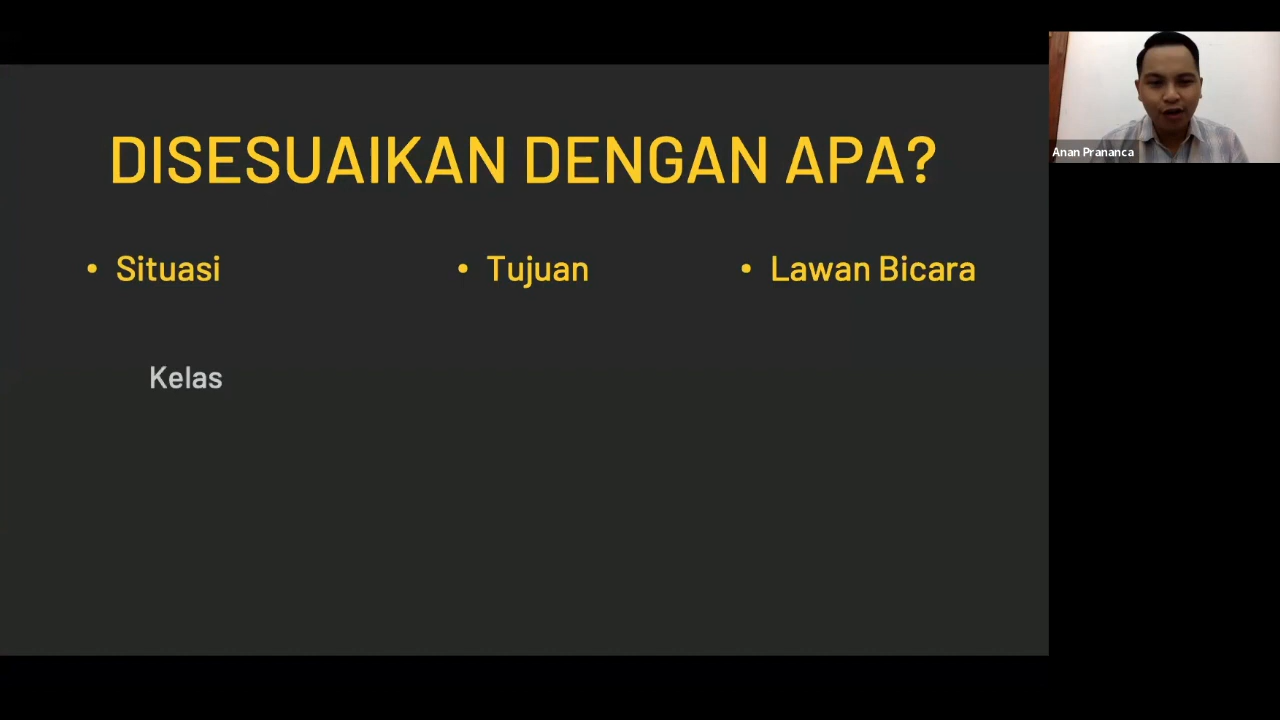 DISESUAIKAN DENGAN APA?
• Situasi
• Tujuan
• Lawan Bicara
Kelas
Anan Prananca